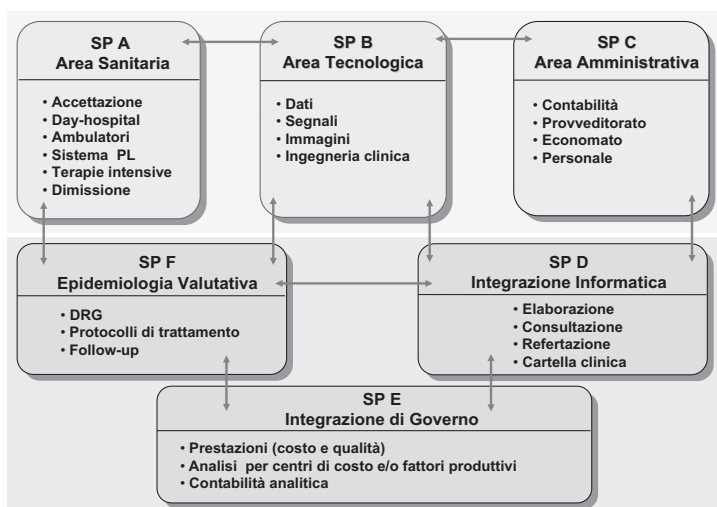 SP A
Area Sanitaria
• Accettazione
• Day-hospital
• Ambulatori
• Sistema PL
• Terapie intensive
• Dimissione
SP B
Area Tecnologica
• Dati
• Segnali
• Immagini
• Ingegneria clinica
SP C
Area Amministrativa
• Contabilità
• Provveditorato
• Economato
• Personale
SP F
Epidemiologia Valutativa
• DRG
• Protocolli di trattamento
• Follow-up
SP D
Integrazione Informatica
• Elaborazione
• Consultazione
• Refertazione
• Cartella clinica
SP E
Integrazione di Governo
• Prestazioni (costo e qualità)
• Analisi per centri di costo e/o fattori produttivi
• Contabilità analitica